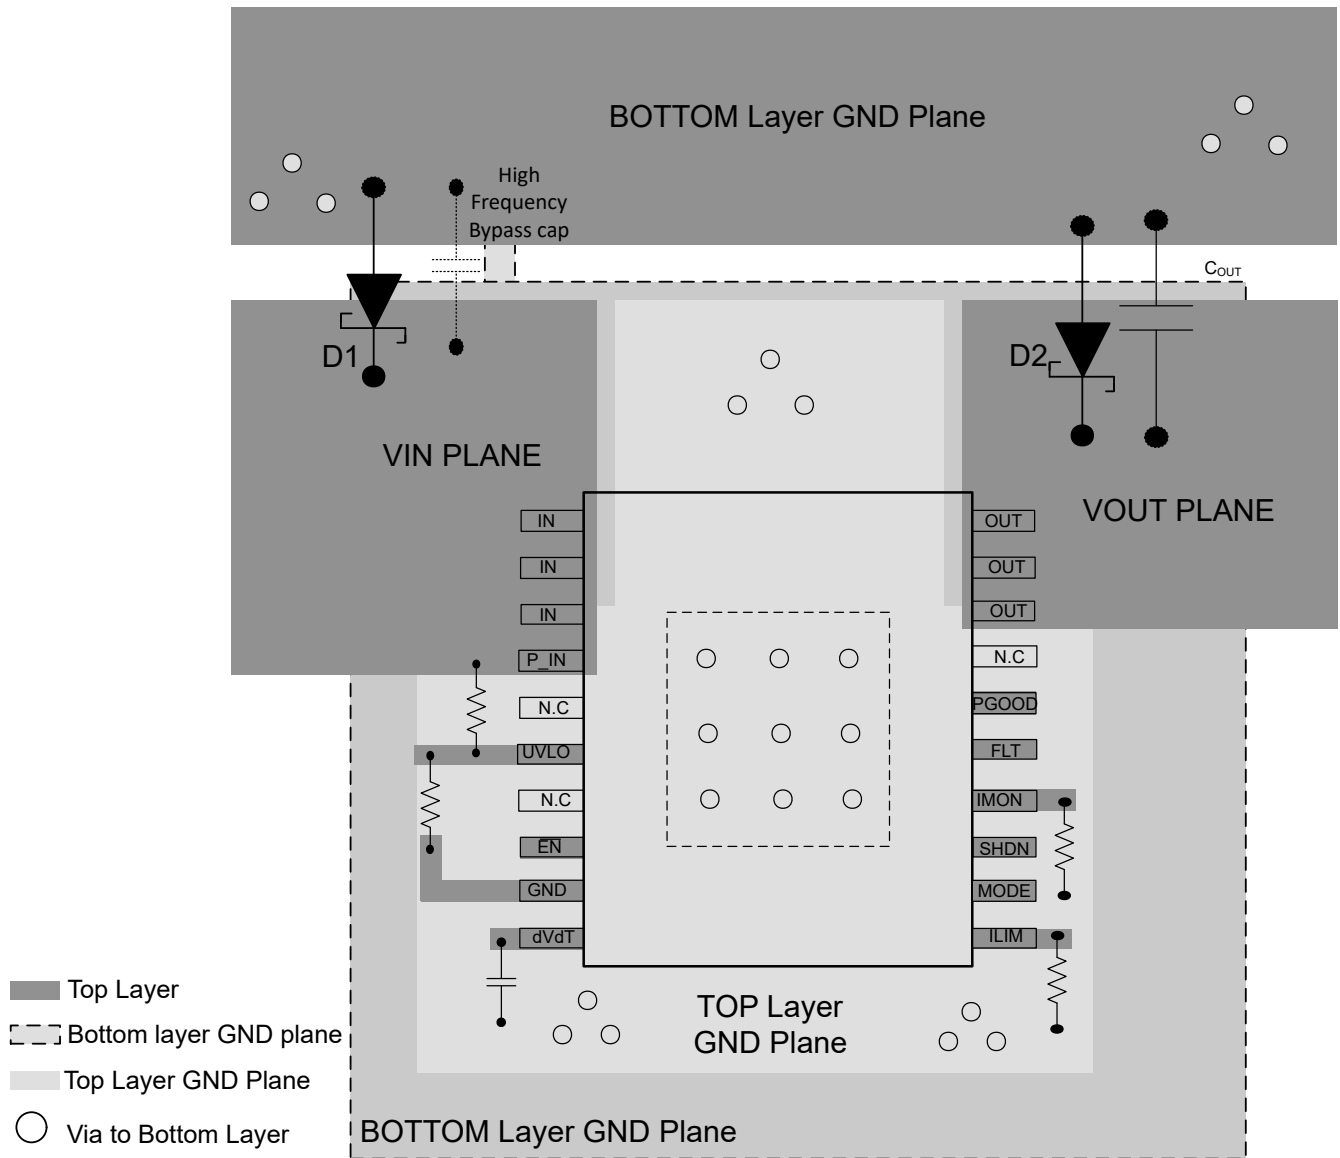 BOTTOM Layer GND Plane
High
Frequency
Bypass cap
COUT
D1
D2
VIN PLANE
VOUT PLANE
IN
OUT
IN
OUT
IN
OUT
P_IN
N.C
N.C
PGOOD
UVLO
FLT
N.C
IMON
EN
SHDN
GND
MODE
dVdT
ILIM
TOP Layer
GND Plane
Top Layer
Bottom layer GND plane
Top Layer GND Plane
Via to Bottom Layer
BOTTOM Layer GND Plane